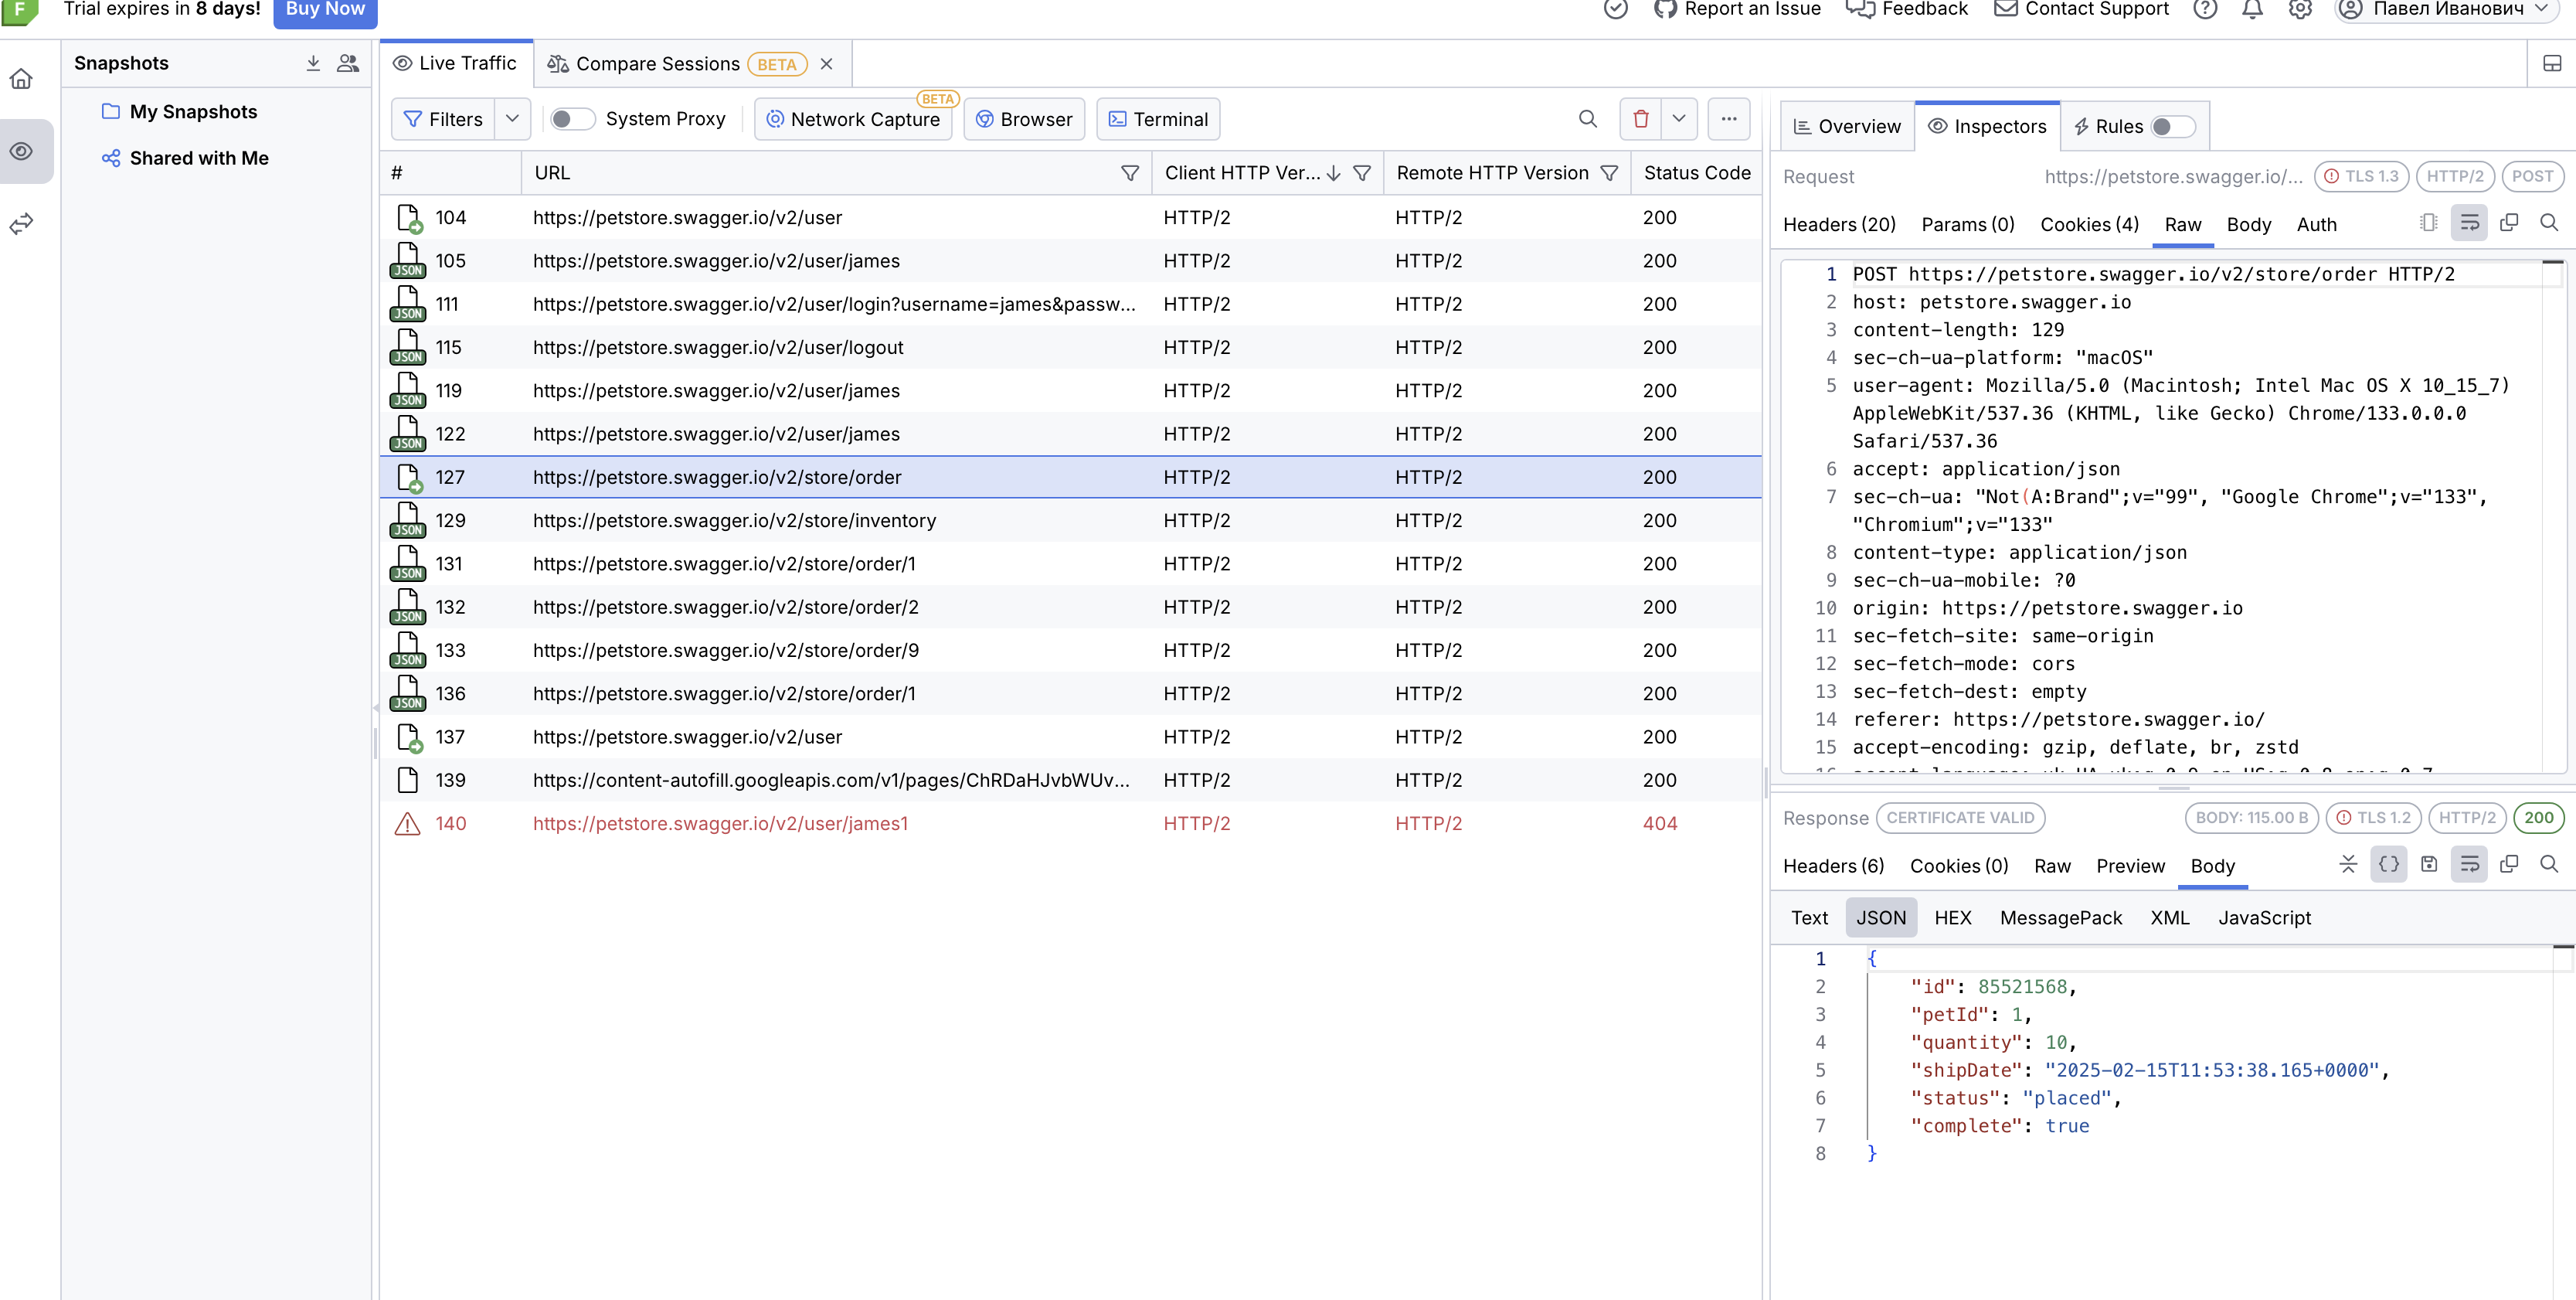 F
Trial expires in 8 days!
Buy Now
Report an Issue
Feedback
Contact Support
Павел Иванович
Snapshots
My Snapshots
Shared with Me
Live Traffic
Compare Sessions BETA
Filters
System Proxy
Network Capture BETA
Browser
Terminal
# URL Client HTTP Ver... Remote HTTP Version Status Code
104 https://petstore.swagger.io/v2/user HTTP/2 HTTP/2 200
JSON 105 https://petstore.swagger.io/v2/user/james HTTP/2 HTTP/2 200
JSON 111 https://petstore.swagger.io/v2/user/login?username=james&passw... HTTP/2 HTTP/2 200
JSON 115 https://petstore.swagger.io/v2/user/logout HTTP/2 HTTP/2 200
JSON 119 https://petstore.swagger.io/v2/user/james HTTP/2 HTTP/2 200
JSON 122 https://petstore.swagger.io/v2/user/james HTTP/2 HTTP/2 200
127 https://petstore.swagger.io/v2/store/order HTTP/2 HTTP/2 200
JSON 129 https://petstore.swagger.io/v2/store/inventory HTTP/2 HTTP/2 200
JSON 131 https://petstore.swagger.io/v2/store/order/1 HTTP/2 HTTP/2 200
JSON 132 https://petstore.swagger.io/v2/store/order/2 HTTP/2 HTTP/2 200
JSON 133 https://petstore.swagger.io/v2/store/order/9 HTTP/2 HTTP/2 200
JSON 136 https://petstore.swagger.io/v2/store/order/1 HTTP/2 HTTP/2 200
137 https://petstore.swagger.io/v2/user HTTP/2 HTTP/2 200
139 https://content-autofill.googleapis.com/v1/pages/ChRDaHJvbWUv... HTTP/2 HTTP/2 200
140 https://petstore.swagger.io/v2/user/james1 HTTP/2 HTTP/2 404
Overview Inspectors Rules
Request https://petstore.swagger.io/... TLS 1.3 HTTP/2 POST
Headers (20) Params (0) Cookies (4) Raw Body Auth
1 POST https://petstore.swagger.io/v2/store/order HTTP/2
2 host: petstore.swagger.io
3 content-length: 129
4 sec-ch-ua-platform: "macOS"
5 user-agent: Mozilla/5.0 (Macintosh; Intel Mac OS X 10_15_7)
AppleWebKit/537.36 (KHTML, like Gecko) Chrome/133.0.0.0
Safari/537.36
6 accept: application/json
7 sec-ch-ua: "Not(A:Brand";v="99", "Google Chrome";v="133",
"Chromium";v="133"
8 content-type: application/json
9 sec-ch-ua-mobile: ?0
10 origin: https://petstore.swagger.io
11 sec-fetch-site: same-origin
12 sec-fetch-mode: cors
13 sec-fetch-dest: empty
14 referer: https://petstore.swagger.io/
15 accept-encoding: gzip, deflate, br, zstd
Response CERTIFICATE VALID BODY: 115.00 B TLS 1.2 HTTP/2 200
Headers (6) Cookies (0) Raw Preview Body
Text JSON HEX MessagePack XML JavaScript
1 {
2 "id": 85521568,
3 "petId": 1,
4 "quantity": 10,
5 "shipDate": "2025-02-15T11:53:38.165+0000",
6 "status": "placed",
7 "complete": true
8 }